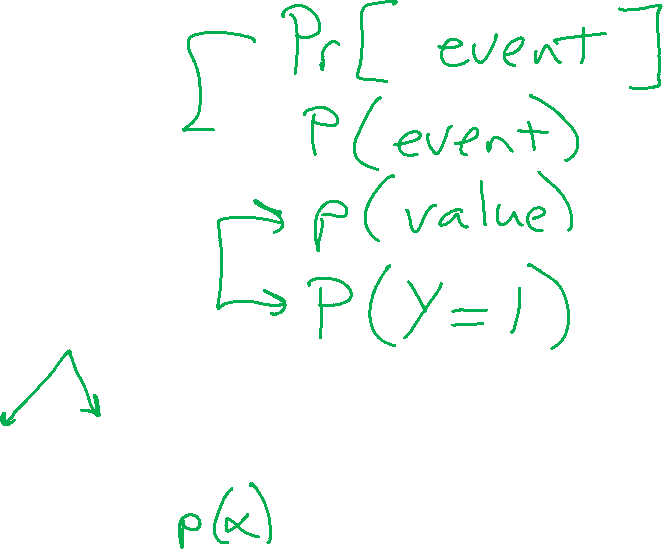 Pr[event]
P(event)
p(value)
P(Y=1)
p(α)